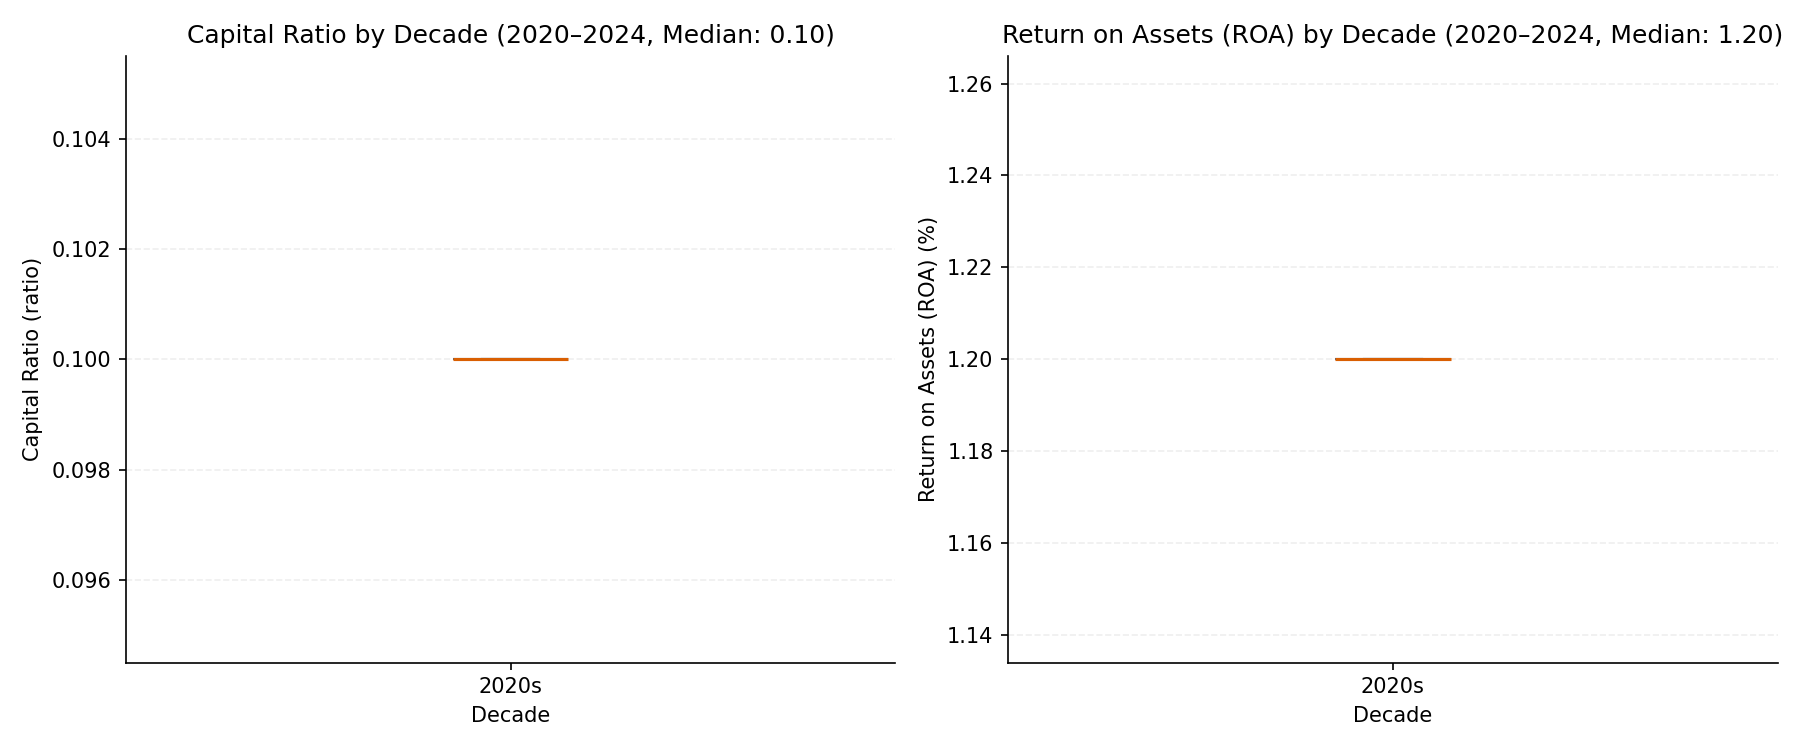 Capital Ratio by Decade (2020–2024, Median: 0.10)
Capital Ratio (ratio)
0.104
0.102
0.100
0.098
0.096
2020s
Decade
Return on Assets (ROA) by Decade (2020–2024, Median: 1.20)
Return on Assets (ROA) (%)
1.26
1.24
1.22
1.20
1.18
1.16
1.14
2020s
Decade